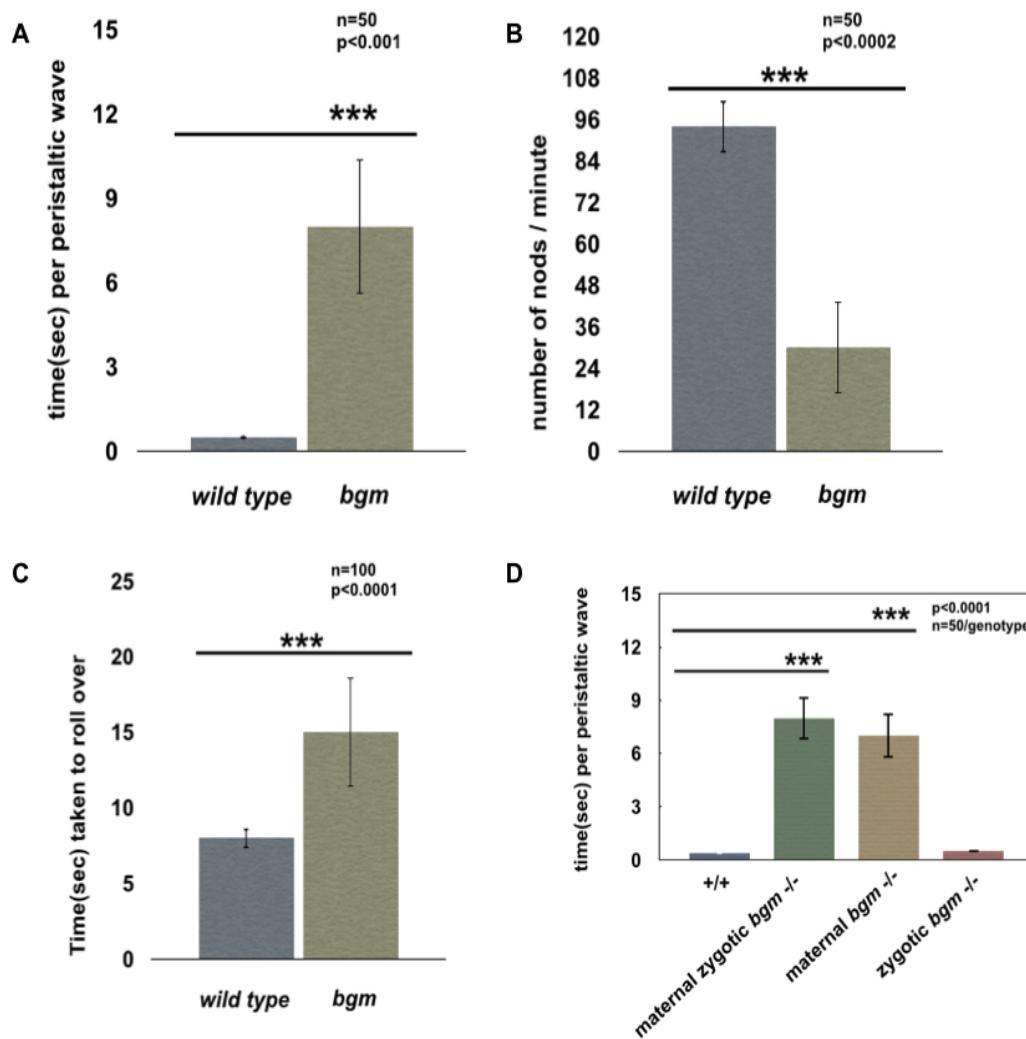 A
n=50
p<0.001
time(sec) per peristaltic wave
15
12
9
6
3
0
***
wild type
bgm
B
n=50
p<0.0002
number of nods / minute
120
108
96
84
72
60
48
36
24
12
0
***
wild type
bgm
C
n=100
p<0.0001
Time(sec) taken to roll over
25
20
15
10
5
0
***
wild type
bgm
D
p<0.0001
n=50/genotype
time(sec) per peristaltic wave
15
12
9
6
3
0
***
***
+/+
maternal zygotic bgm -/-
maternal bgm -/-
zygotic bgm -/-